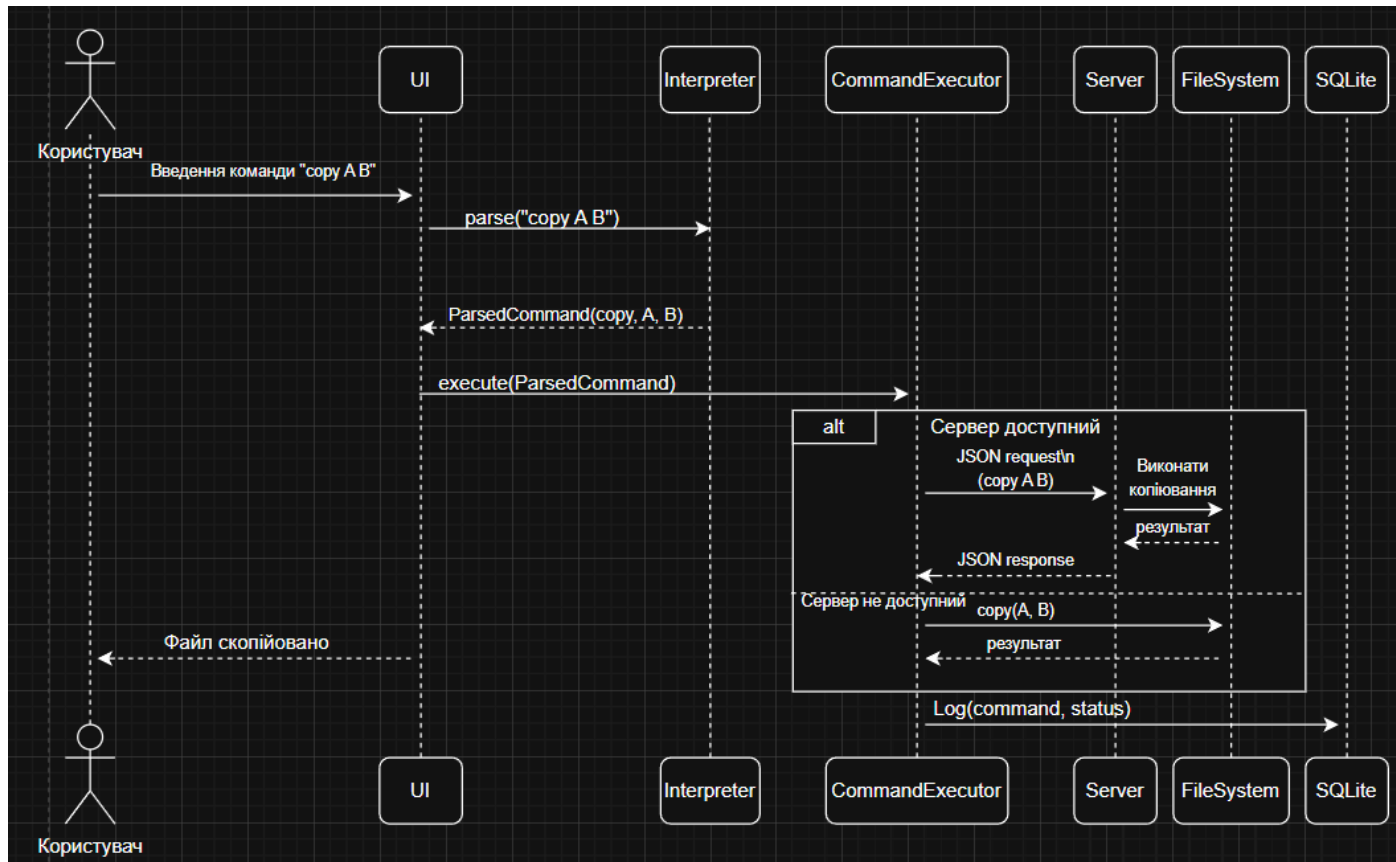 UI
Interpreter
CommandExecutor
Server
FileSystem
SQLite
Користувач
Введення команди "copy A B"
parse("copy A B")
ParsedCommand(copy, A, B)
execute(ParsedCommand)
alt
Сервер доступний
JSON request\n
(copy A B)
Виконати
копіювання
результат
JSON response
Сервер не доступний
copy(A, B)
результат
Файл скопійовано
Log(command, status)
UI
Interpreter
CommandExecutor
Server
FileSystem
SQLite
Користувач